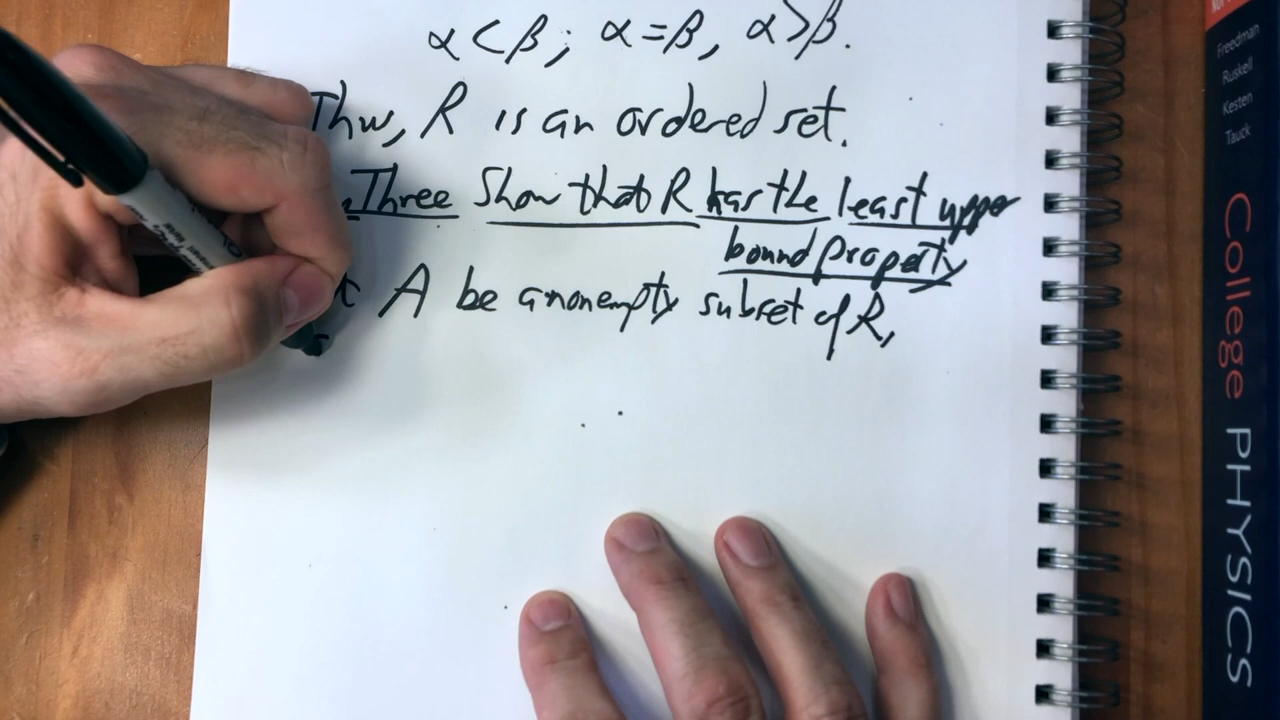 α < β; α = β, α > β.
Thus, R is an ordered set.
Three Show that R has the least upper
bound property
A be a nonempty subset of R,
Freedman
Ruskell
Kesten
Tauck
College PHYSICS